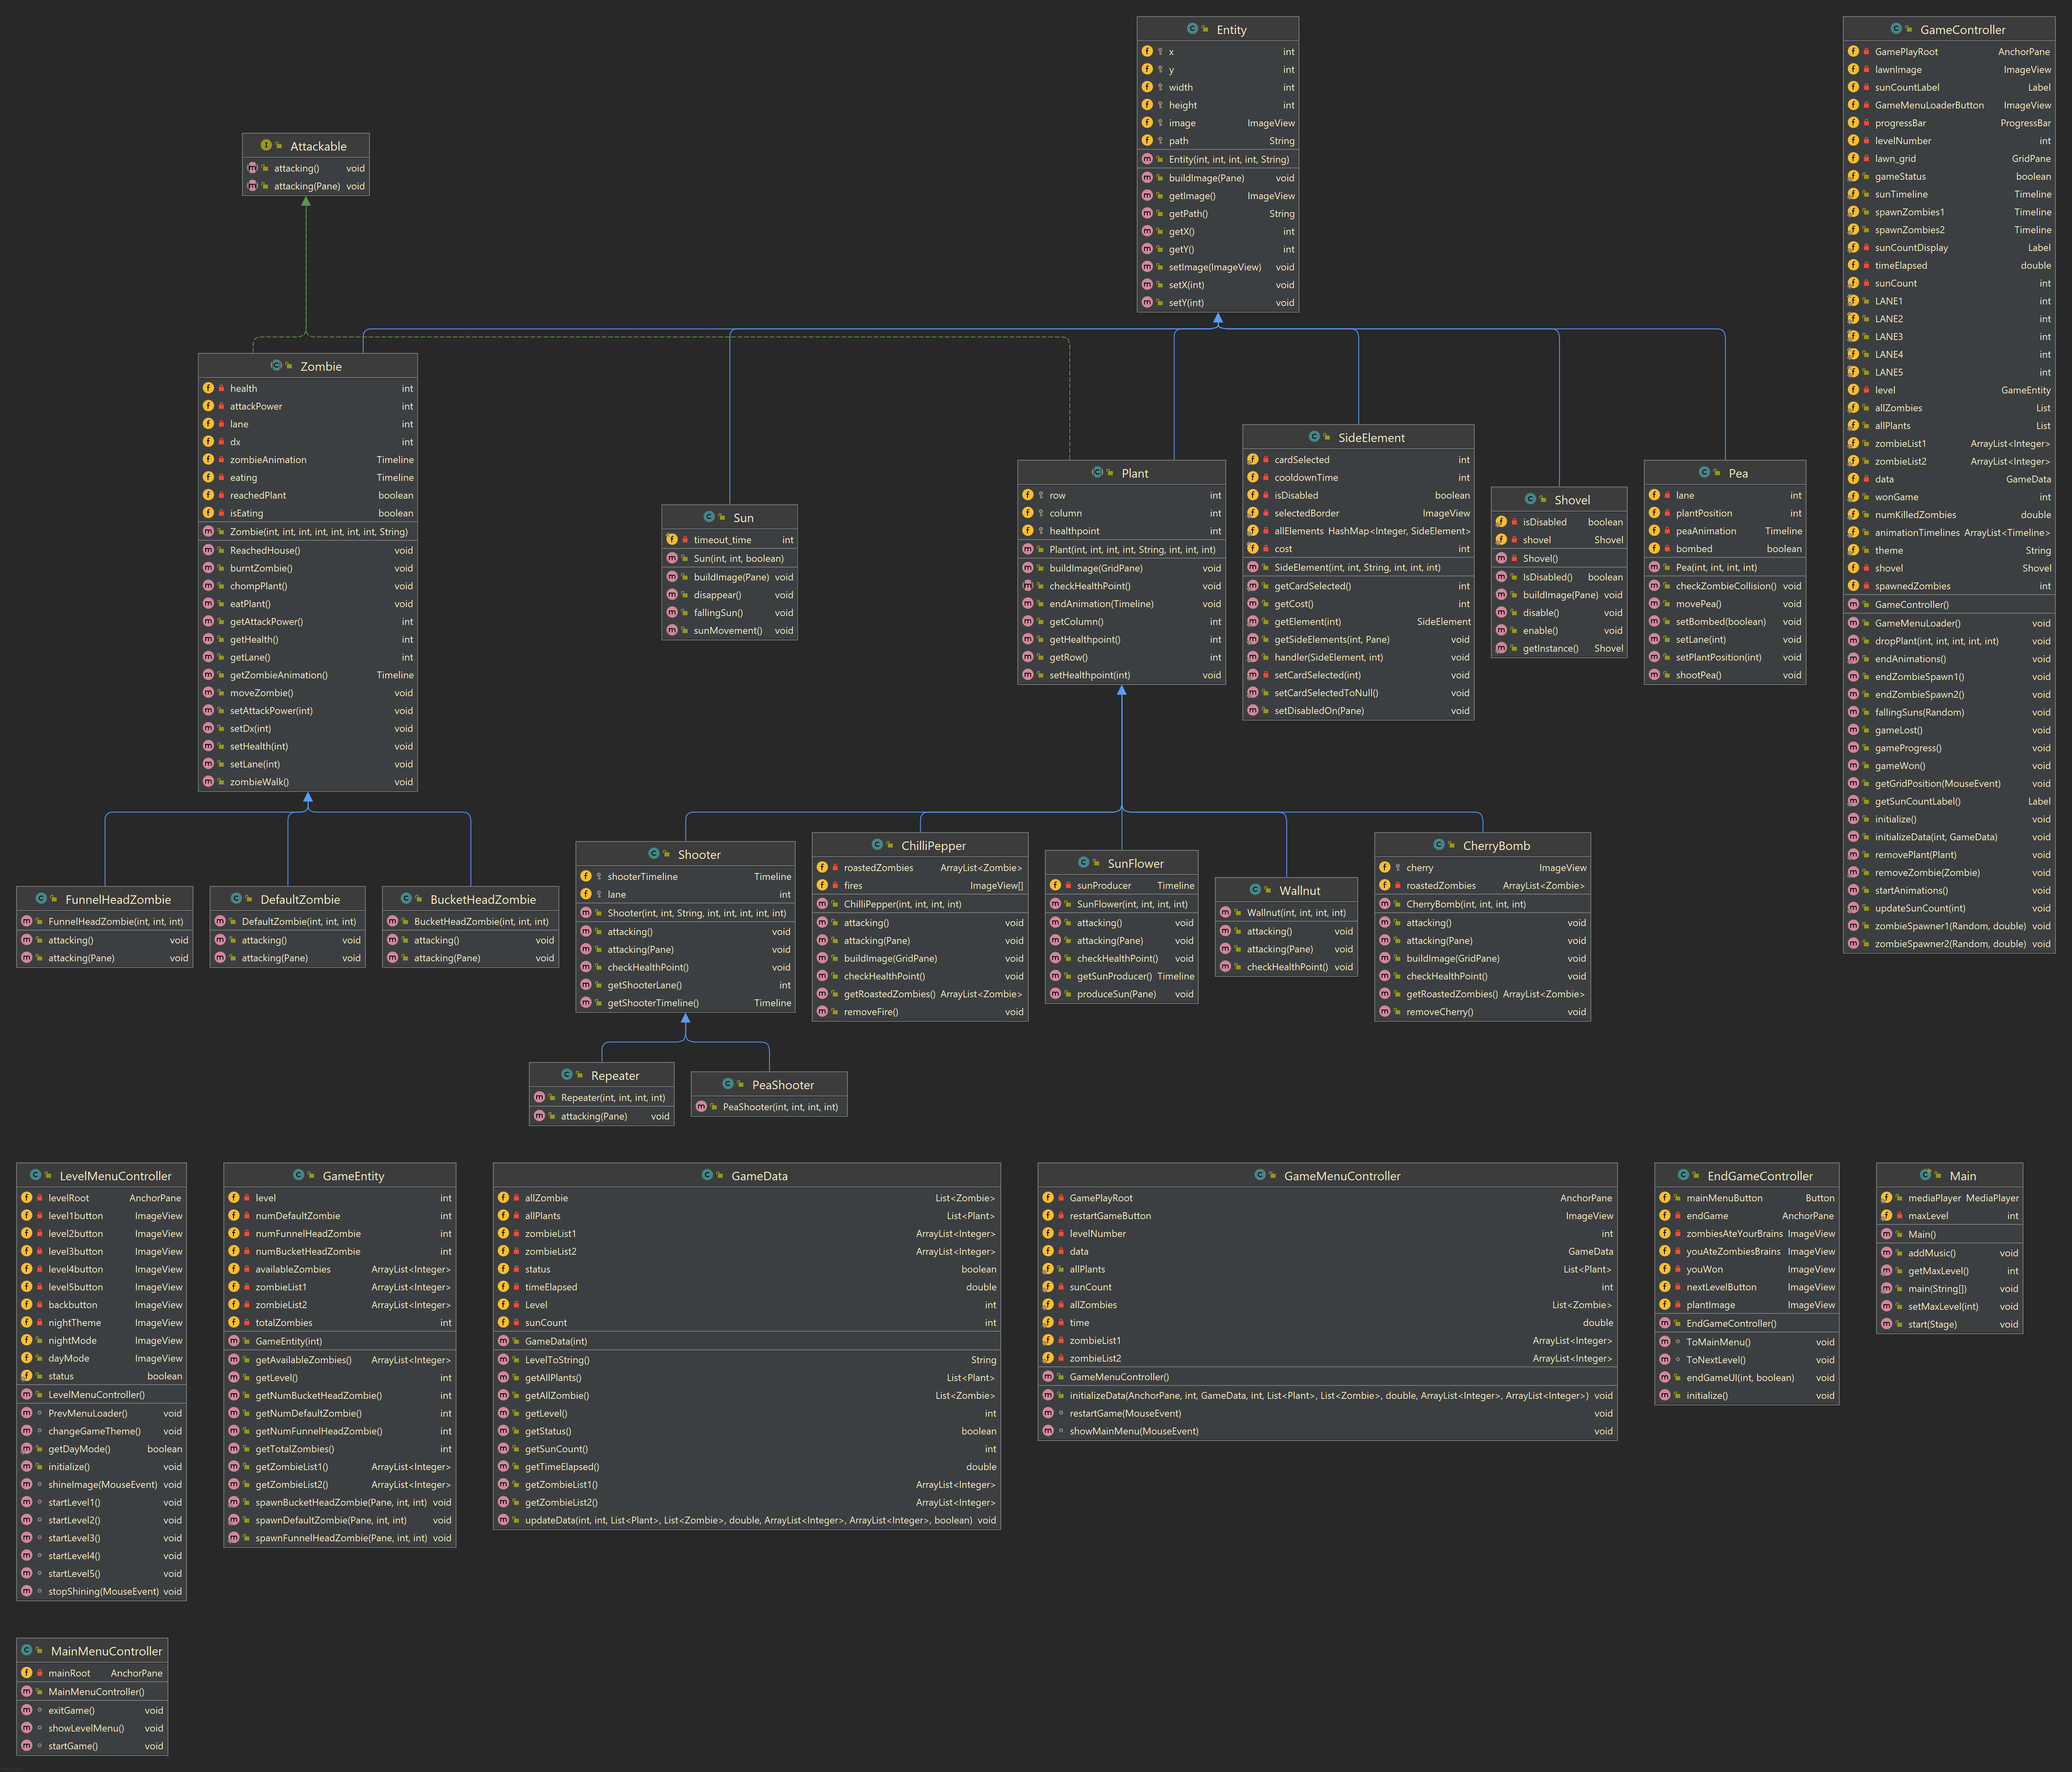 Entity
x int
y int
width int
height int
image ImageView
path String
Entity(int, int, int, int, String)
buildImage(Pane) void
getImage() ImageView
getPath() String
getX() int
getY() int
setImage(ImageView) void
setX(int) void
setY(int) void
GameController
GamePlayRoot AnchorPane
lawnImage ImageView
sunCountLabel Label
GameMenuLoaderButton ImageView
progressBar ProgressBar
levelNumber int
lawn_grid GridPane
gameStatus boolean
sunTimeline Timeline
spawnZombies1 Timeline
spawnZombies2 Timeline
sunCountDisplay Label
timeElapsed double
sunCount int
LANE1 int
LANE2 int
LANE3 int
LANE4 int
LANE5 int
level GameEntity
allZombies List
allPlants List
zombieList1 ArrayList<Integer>
zombieList2 ArrayList<Integer>
data GameData
wonGame int
numKilledZombies double
animationTimelines ArrayList<Timeline>
theme String
shovel Shovel
spawnedZombies int
GameController()
GameMenuLoader() void
dropPlant(int, int, int, int, int) void
endAnimations() void
endZombieSpawn1() void
endZombieSpawn2() void
fallingSuns(Random) void
gameLost() void
gameProgress() void
gameWon() void
getGridPosition(MouseEvent) void
getSunCountLabel() Label
initialize() void
initializeData(int, GameData) void
removePlant(Plant) void
removeZombie(Zombie) void
startAnimations() void
updateSunCount(int) void
zombieSpawner1(Random, double) void
zombieSpawner2(Random, double) void
Attackable
attacking() void
attacking(Pane) void
Zombie
health int
attackPower int
lane int
dx int
zombieAnimation Timeline
eating Timeline
reachedPlant boolean
isEating boolean
Zombie(int, int, int, int, int, int, int, String)
ReachedHouse() void
burntZombie() void
chompPlant() void
eatPlant() void
getAttackPower() int
getHealth() int
getLane() int
getZombieAnimation() Timeline
moveZombie() void
setAttackPower(int) void
setDx(int) void
setHealth(int) void
setLane(int) void
zombieWalk() void
Sun
timeout_time int
Sun(int, int, boolean)
buildImage(Pane) void
disappear() void
fallingSun() void
sunMovement() void
Plant
row int
column int
healthpoint int
Plant(int, int, int, int, String, int, int, int)
buildImage(GridPane) void
checkHealthPoint() void
endAnimation(Timeline) void
getColumn() int
getHealthpoint() int
getRow() int
setHealthpoint(int) void
SideElement
cardSelected int
cooldownTime int
isDisabled boolean
selectedBorder ImageView
allElements HashMap<Integer, SideElement>
cost int
SideElement(int, int, String, int, int, int)
getCardSelected() int
getCost() int
getElement(int) SideElement
getSideElements(int, Pane) void
handler(SideElement, int) void
setCardSelected(int) void
setCardSelectedToNull() void
setDisabledOn(Pane) void
Shovel
isDisabled boolean
shovel Shovel
Shovel()
IsDisabled() boolean
buildImage(Pane) void
disable() void
enable() void
getInstance() Shovel
Pea
lane int
plantPosition int
peaAnimation Timeline
bombed boolean
Pea(int, int, int, int)
checkZombieCollision() void
movePea() void
setBombed(boolean) void
setLane(int) void
setPlantPosition(int) void
shootPea() void
FunnelHeadZombie
FunnelHeadZombie(int, int, int)
attacking() void
attacking(Pane) void
DefaultZombie
DefaultZombie(int, int, int)
attacking() void
attacking(Pane) void
BucketHeadZombie
BucketHeadZombie(int, int, int)
attacking() void
attacking(Pane) void
Shooter
shooterTimeline Timeline
lane int
Shooter(int, int, String, int, int, int, int, int)
attacking() void
attacking(Pane) void
checkHealthPoint() void
getShooterLane() int
getShooterTimeline() Timeline
ChilliPepper
roastedZombies ArrayList<Zombie>
fires ImageView[]
ChilliPepper(int, int, int, int)
attacking() void
attacking(Pane) void
buildImage(GridPane) void
checkHealthPoint() void
getRoastedZombies() ArrayList<Zombie>
removeFire() void
SunFlower
sunProducer Timeline
SunFlower(int, int, int, int)
attacking() void
attacking(Pane) void
checkHealthPoint() void
getSunProducer() Timeline
produceSun(Pane) void
Wallnut
Wallnut(int, int, int, int)
attacking() void
attacking(Pane) void
checkHealthPoint() void
CherryBomb
cherry ImageView
roastedZombies ArrayList<Zombie>
CherryBomb(int, int, int, int)
attacking() void
attacking(Pane) void
buildImage(GridPane) void
checkHealthPoint() void
getRoastedZombies() ArrayList<Zombie>
removeCherry() void
Repeater
Repeater(int, int, int, int)
attacking(Pane) void
PeaShooter
PeaShooter(int, int, int, int)
LevelMenuController
levelRoot AnchorPane
level1button ImageView
level2button ImageView
level3button ImageView
level4button ImageView
level5button ImageView
backbutton ImageView
nightTheme ImageView
nightMode ImageView
dayMode ImageView
status boolean
LevelMenuController()
PrevMenuLoader() void
changeGameTheme() void
getDayMode() boolean
initialize() void
shineImage(MouseEvent) void
startLevel1() void
startLevel2() void
startLevel3() void
startLevel4() void
startLevel5() void
stopShining(MouseEvent) void
GameEntity
level int
numDefaultZombie int
numFunnelHeadZombie int
numBucketHeadZombie int
availableZombies ArrayList<Integer>
zombieList1 ArrayList<Integer>
zombieList2 ArrayList<Integer>
totalZombies int
GameEntity(int)
getAvailableZombies() ArrayList<Integer>
getLevel() int
getNumBucketHeadZombie() int
getNumDefaultZombie() int
getNumFunnelHeadZombie() int
getTotalZombies() int
getZombieList1() ArrayList<Integer>
getZombieList2() ArrayList<Integer>
spawnBucketHeadZombie(Pane, int, int) void
spawnDefaultZombie(Pane, int, int) void
spawnFunnelHeadZombie(Pane, int, int) void
GameData
allZombie List<Zombie>
allPlants List<Plant>
zombieList1 ArrayList<Integer>
zombieList2 ArrayList<Integer>
status boolean
timeElapsed double
Level int
sunCount int
GameData(int)
LevelToString() String
getAllPlants() List<Plant>
getAllZombie() List<Zombie>
getLevel() int
getStatus() boolean
getSunCount() int
getTimeElapsed() double
getZombieList1() ArrayList<Integer>
getZombieList2() ArrayList<Integer>
updateData(int, int, List<Plant>, List<Zombie>, double, ArrayList<Integer>, ArrayList<Integer>, boolean) void
GameMenuController
GamePlayRoot AnchorPane
restartGameButton ImageView
levelNumber int
data GameData
allPlants List<Plant>
sunCount int
allZombies List<Zombie>
time double
zombieList1 ArrayList<Integer>
zombieList2 ArrayList<Integer>
GameMenuController()
initializeData(AnchorPane, int, GameData, int, List<Plant>, List<Zombie>, double, ArrayList<Integer>, ArrayList<Integer>) void
restartGame(MouseEvent) void
showMainMenu(MouseEvent) void
EndGameController
mainMenuButton Button
endGame AnchorPane
zombiesAteYourBrains ImageView
youAteZombiesBrains ImageView
youWon ImageView
nextLevelButton ImageView
plantImage ImageView
EndGameController()
ToMainMenu() void
ToNextLevel() void
endGameUI(int, boolean) void
initialize() void
Main
mediaPlayer MediaPlayer
maxLevel int
Main()
addMusic() void
getMaxLevel() int
main(String[]) void
setMaxLevel(int) void
start(Stage) void
MainMenuController
mainRoot AnchorPane
MainMenuController()
exitGame() void
showLevelMenu() void
startGame() void